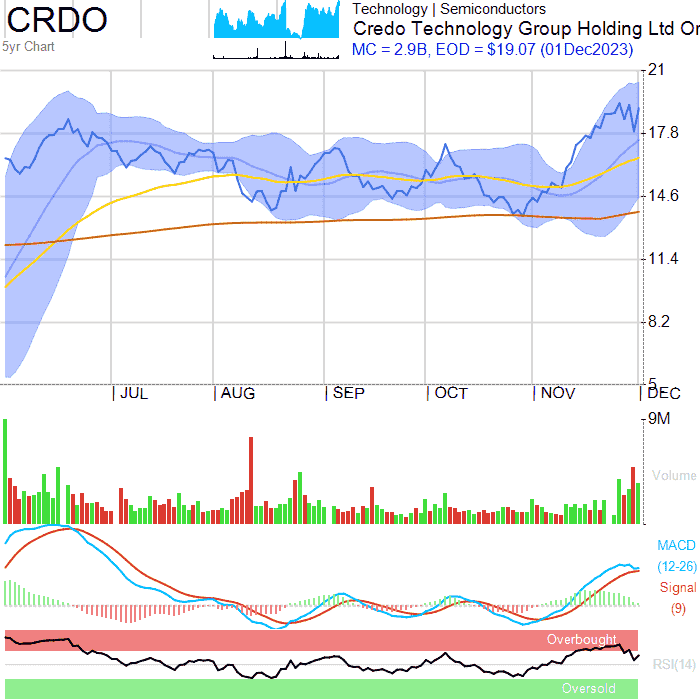 CRDO
5yr Chart
Technology | Semiconductors
Credo Technology Group Holding Ltd Or
MC = 2.9B, EOD = $19.07 (01Dec2023)
21
17.8
14.6
11.4
8.2
5
JUL AUG SEP OCT NOV DEC
9M
Volume
MACD
(12-26)
Signal
(9)
Overbought
RSI(14)
Oversold